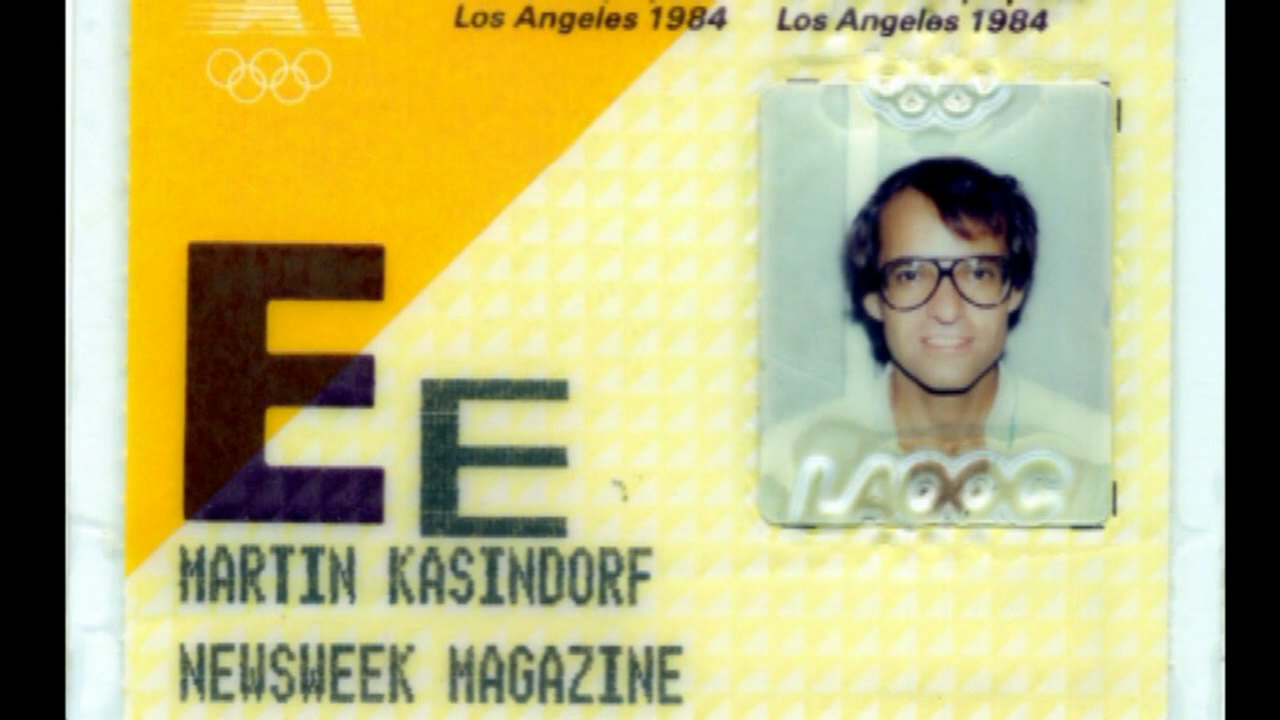 Los Angeles 1984 Los Angeles 1984
E
E
LAOOC
MARTIN KASINDORF
NEWSWEEK MAGAZINE